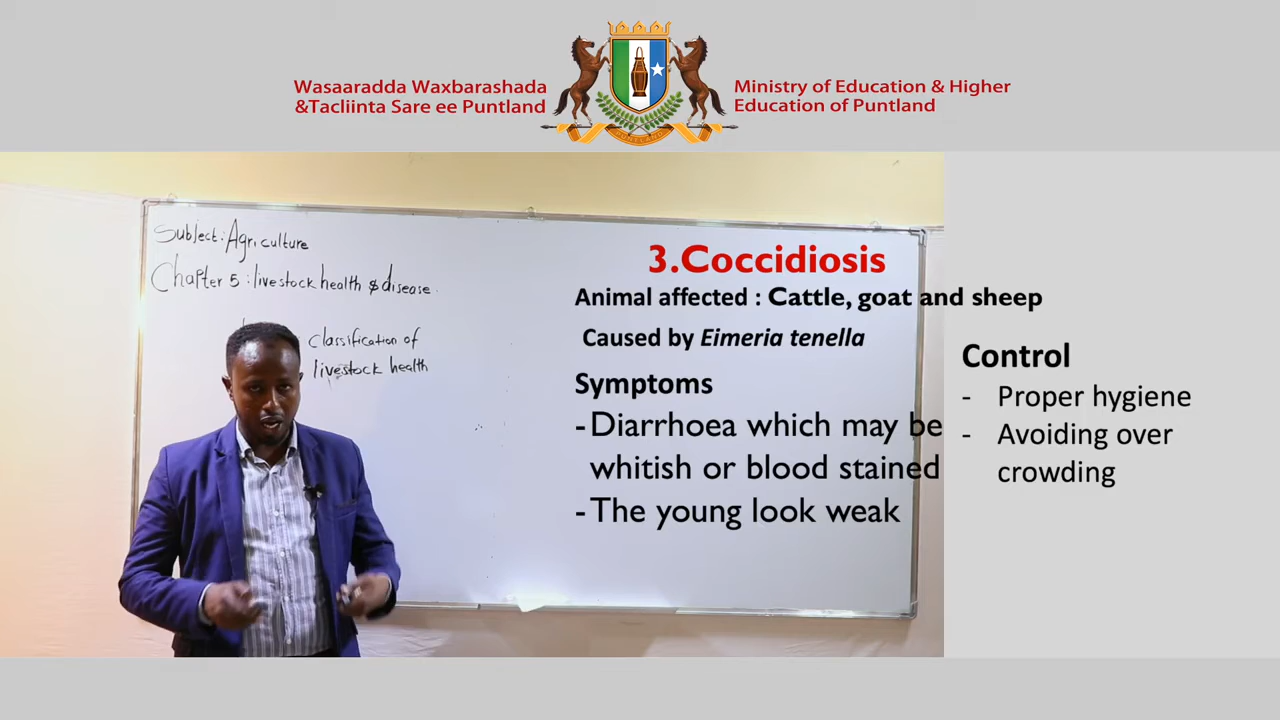 Wasaaradda Waxbarashada
&Tacliinta Sare ee Puntland
Ministry of Education & Higher
Education of Puntland
PUNTLAND
Subject: Agriculture
Chapter 5: livestock health & disease.
classification of
livestock health
3.Coccidiosis
Animal affected : Cattle, goat and sheep
Caused by Eimeria tenella
Symptoms
-Diarrhoea which may be
whitish or blood stained
-The young look weak
Control
- Proper hygiene
- Avoiding over
crowding